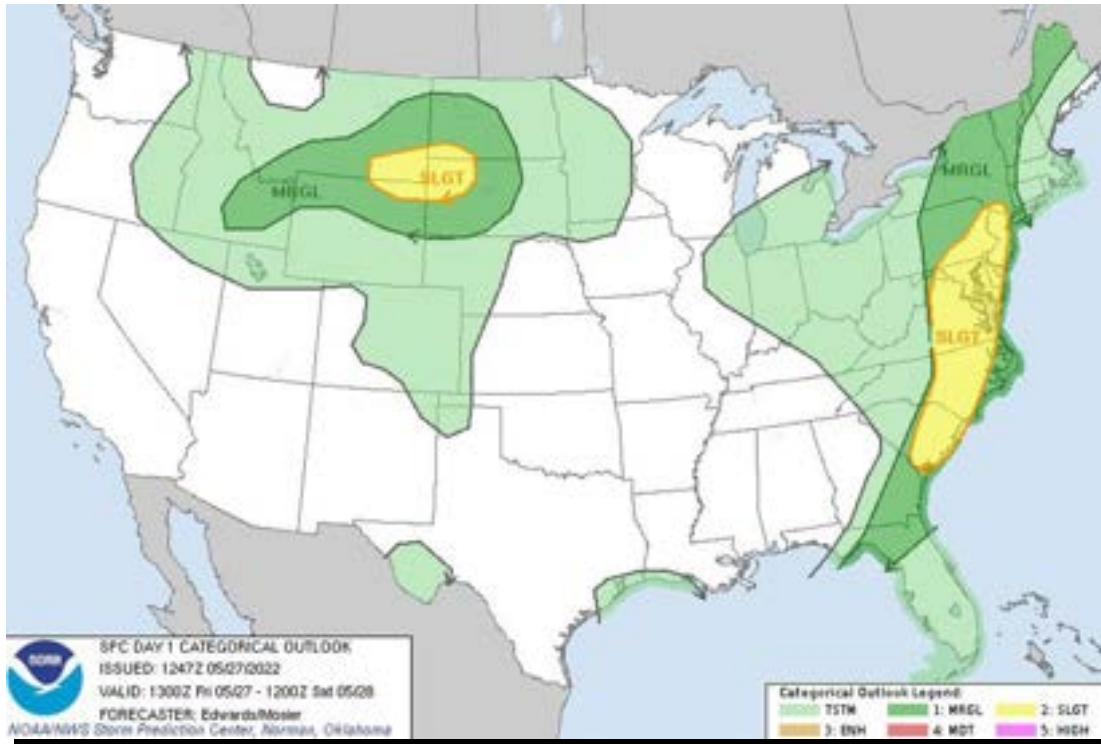 MRGL
SLGT
MRGL
SLGT
SPC DAY 1 CATEGORICAL OUTLOOK
ISSUED: 1247Z 05/27/2022
VALID: 1300Z Fri 05/27 - 1200Z Sat 05/28
FORECASTER: Edwards/Mosier
NOAA/NWS Storm Prediction Center, Norman, Oklahoma
NOAA
Categorical Outlook Legend:
TSTM 1: MRGL 2: SLGT
3: ENH 4: MDT 5: HIGH